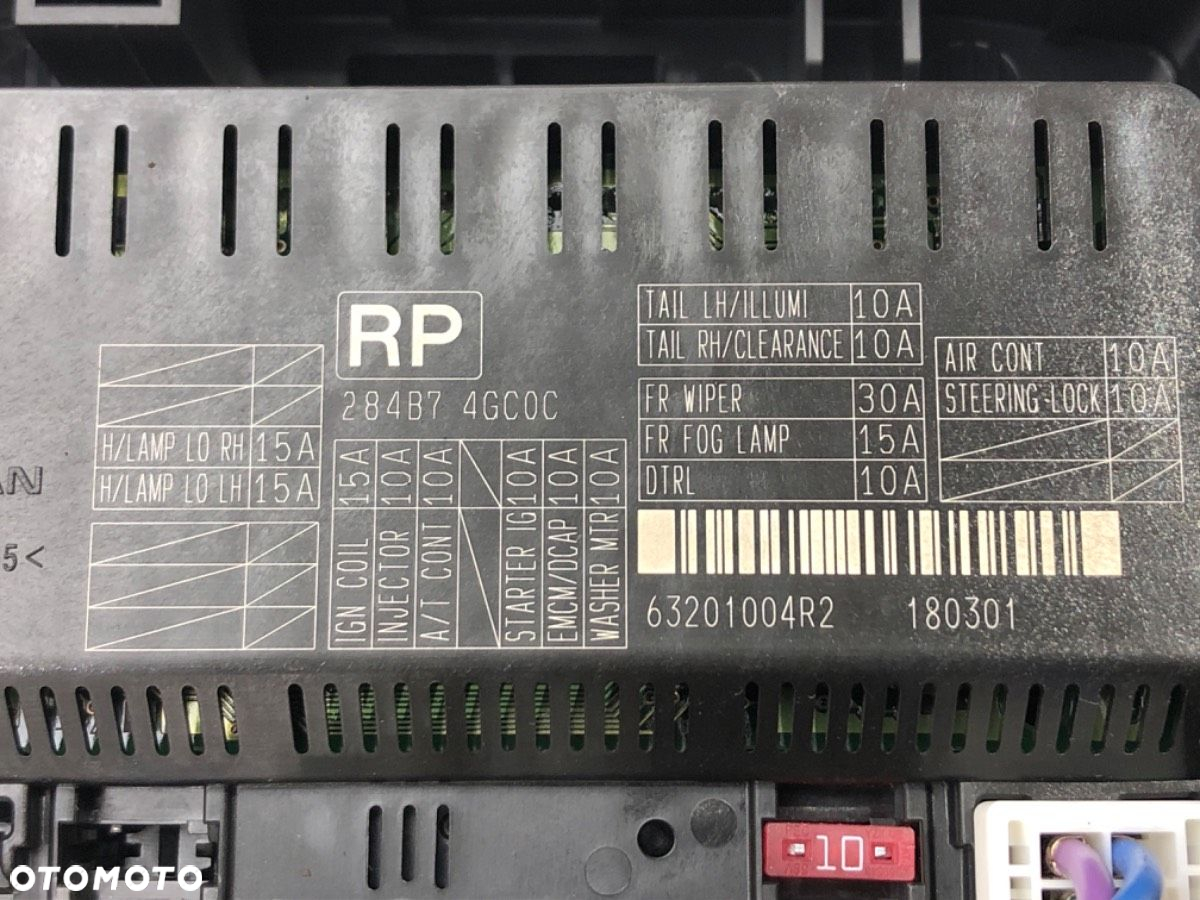 RP
284B7 4GC0C
TAIL LH/ILLUMI 10A
TAIL RH/CLEARANCE 10A
FR WIPER 30A
FR FOG LAMP 15A
DTRL 10A
AIR CONT 10A
STEERING LOCK 10A
H/LAMP LO RH 15A
H/LAMP LO LH 15A
5<
IGN COIL 15A
INJECTOR 10A
A/T CONT 10A
STARTER IG 10A
EMCM/DCAP 10A
WASHER MTR 10A
63201004R2 180301
10
OTOMOTO